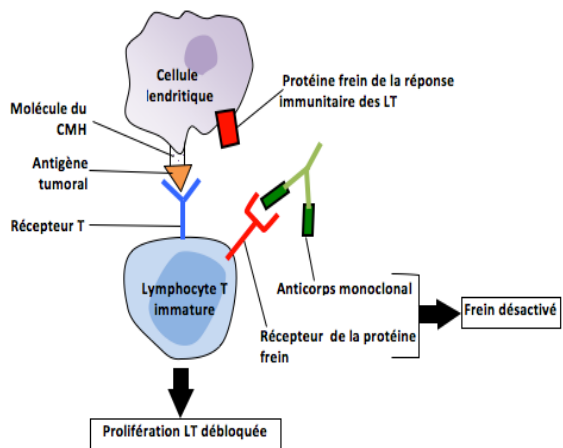 Cellule
lendritique
Protéine frein de la réponse
immunitaire des LT
Molécule du
CMH
Antigène
tumoral
Récepteur T
Lymphocyte T
immature
Anticorps monoclonal
Frein désactivé
Récepteur de la protéine
frein
Prolifération LT débloquée